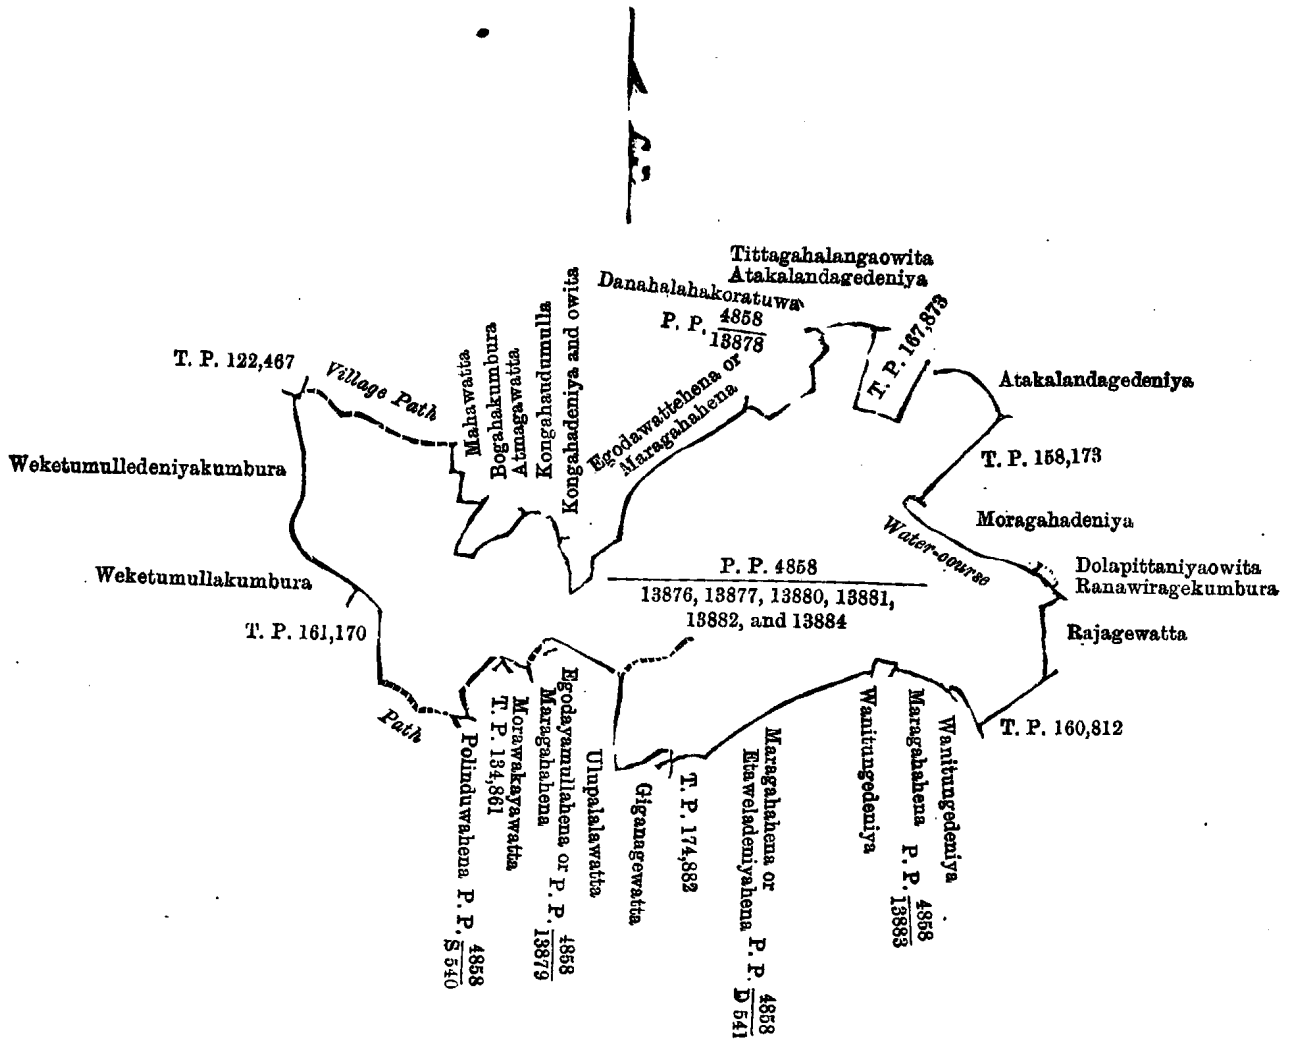 Tittagahalangaowita
Atakalandagedeniya
Danahalahakoratuwa
P. P. 4858
13878
T. P. 167,873
T. P. 122,467
Village Path
Mahawatta
Bogahakumbura
Atmagawatta
Kongahaudumulla
Kongahadeniya and owita
Egodawattehena or
Maragahahena
Atakalandagedeniya
T. P. 158,173
Weketumulledeniyakumbura
Moragahadeniya
Water-course
Weketumullakumbura
P. P. 4858
13876, 13877, 13880, 13881,
13882, and 13884
Dolapittaniyaowita
Ranawiragekumbura
T. P. 161,170
Rajagewatta
Path
T. P. 160,812
Polinduwahena P. P. 4858
S 540
T. P. 134,861
Morawakayawatta
Maragahahena
Egodayamullahena or P. P. 4858
13879
Ulupalalawatta
Giganagewatta
T. P. 174,882
Maragahahena or
Etaweladeniyahena P. P. 4858
D 541
Wanitungedeniya
Maragahahena P. P. 4858
13883
Wanitungedeniya